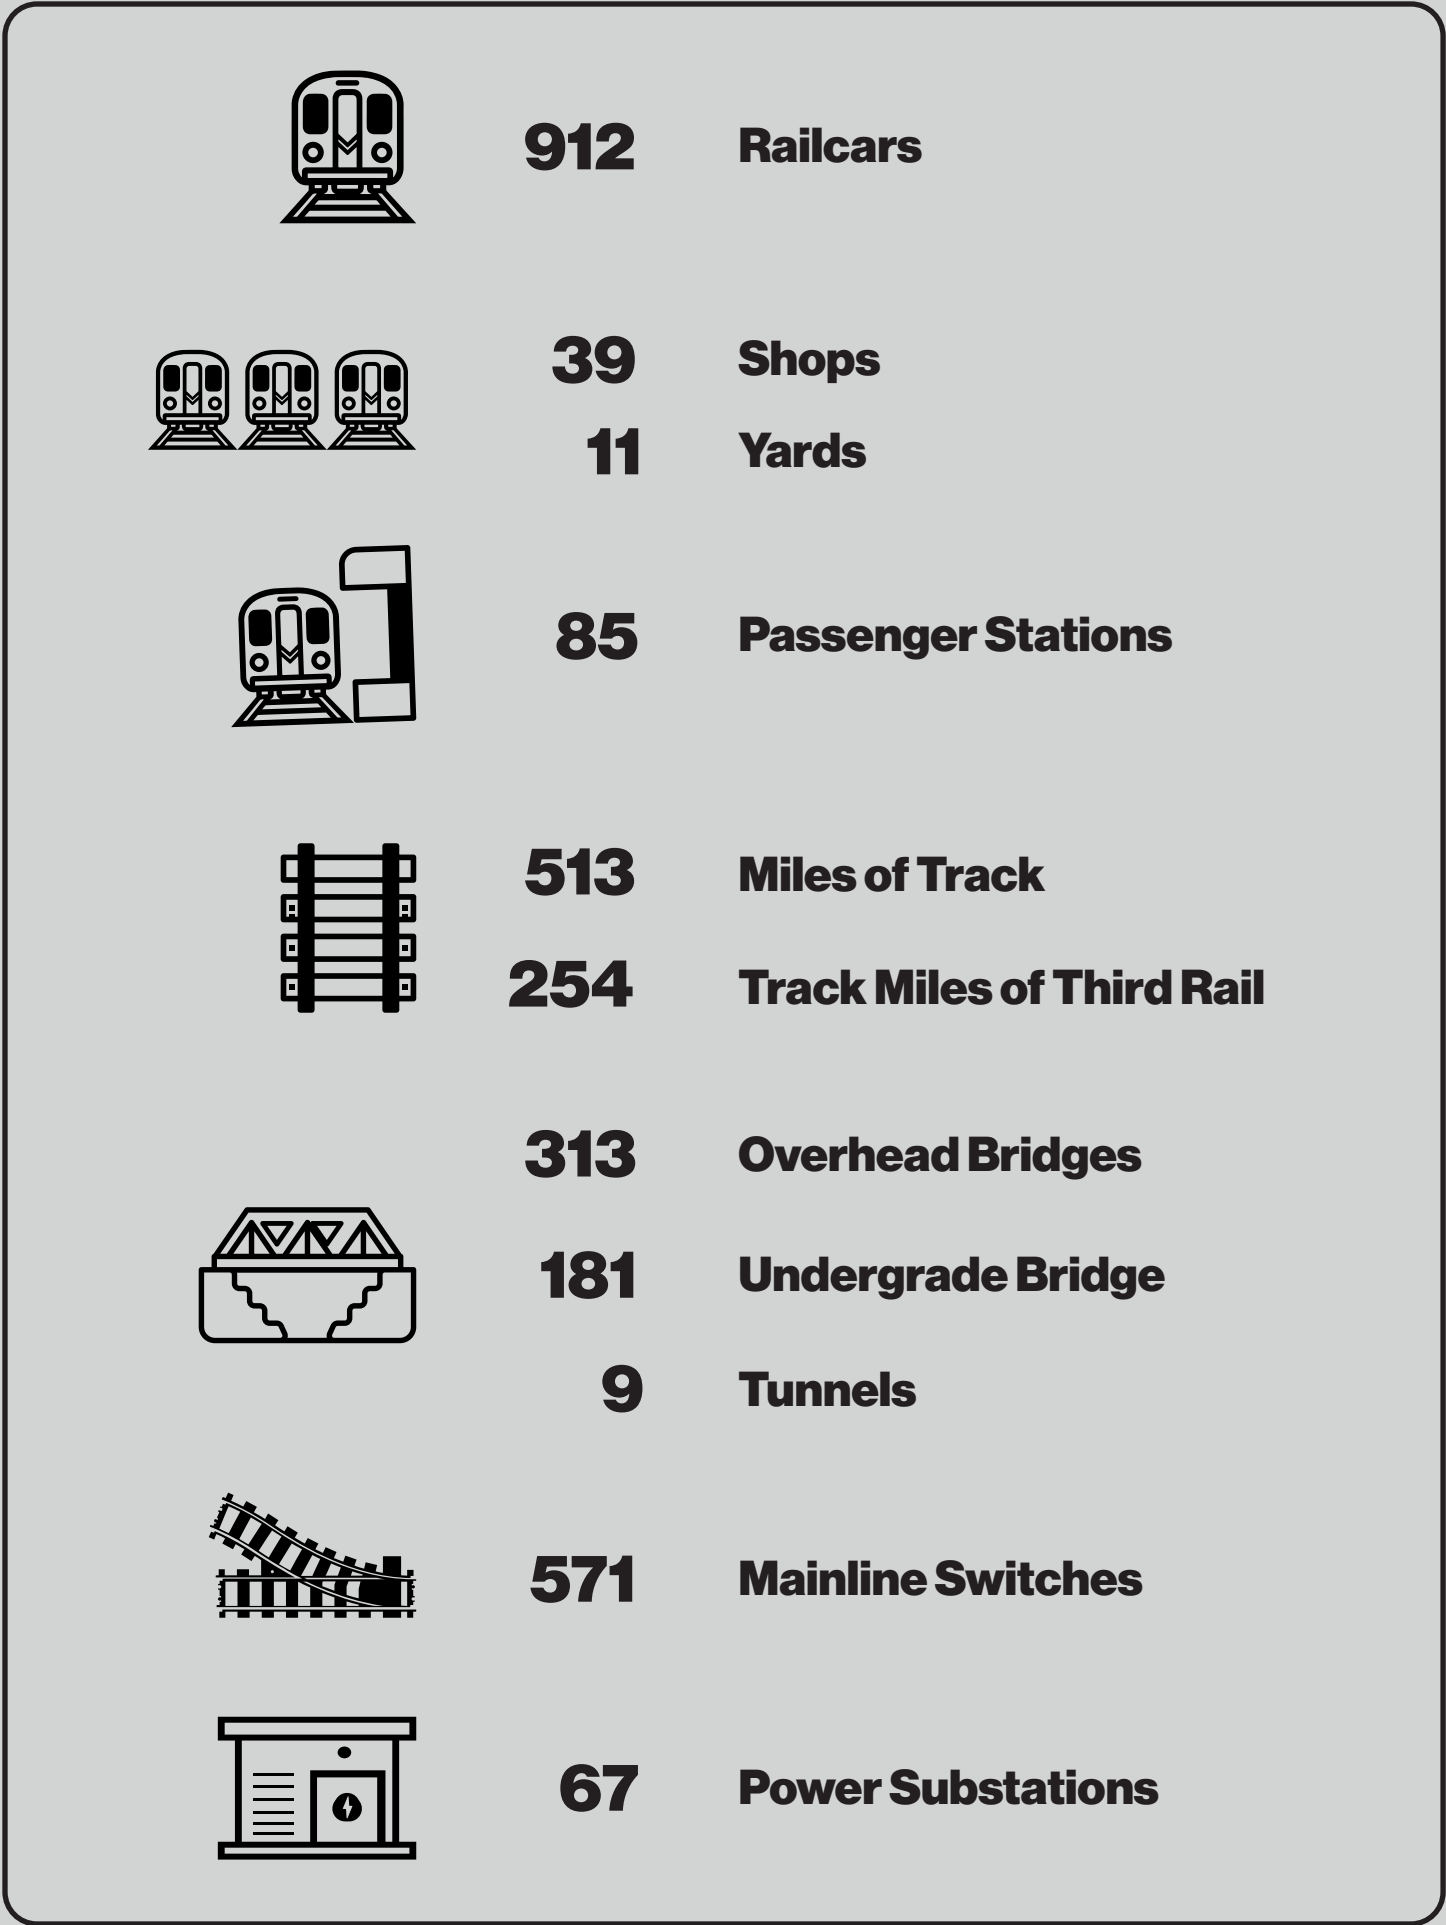 912 Railcars
39 Shops
11 Yards
85 Passenger Stations
513 Miles of Track
254 Track Miles of Third Rail
313 Overhead Bridges
181 Undergrade Bridge
9 Tunnels
571 Mainline Switches
67 Power Substations